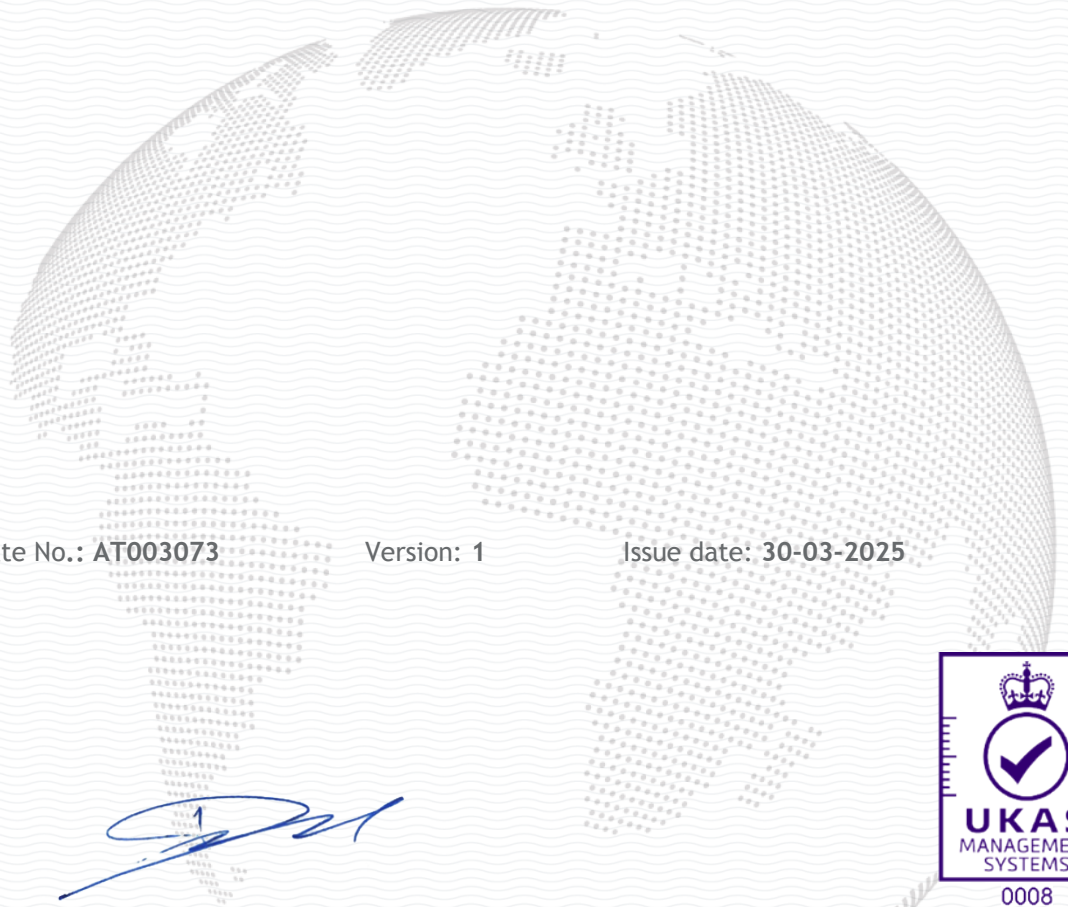 te No.: AT003073 Version: 1 Issue date: 30-03-2025
UKAS
MANAGEME
SYSTEMS
0008